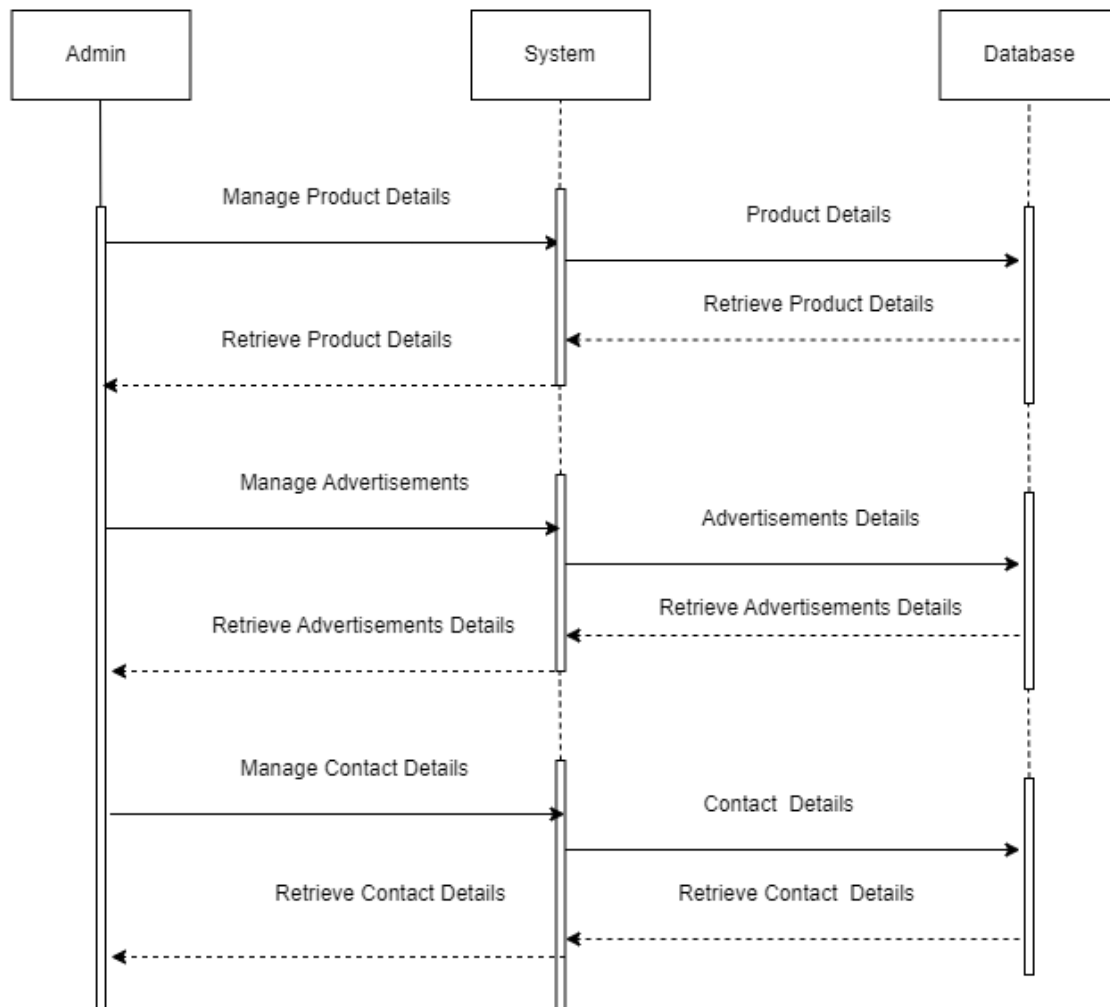 Admin
System
Database
Manage Product Details
Product Details
Retrieve Product Details
Retrieve Product Details
Manage Advertisements
Advertisements Details
Retrieve Advertisements Details
Retrieve Advertisements Details
Manage Contact Details
Contact  Details
Retrieve Contact Details
Retrieve Contact  Details